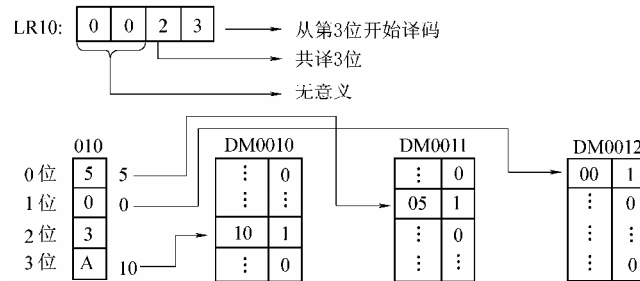 LR10: 0 0 2 3 从第3位开始译码
共译3位
无意义
010 DM0010 DM0011 DM0012
0位 5 5 ⋮ 0 ⋮ 0 00 1
1位 0 0 ⋮ ⋮ 05 1 ⋮ 0
2位 3 10 1 ⋮ 0 ⋮ ⋮
3位 A 10 ⋮ 0 ⋮ ⋮ ⋮ 0